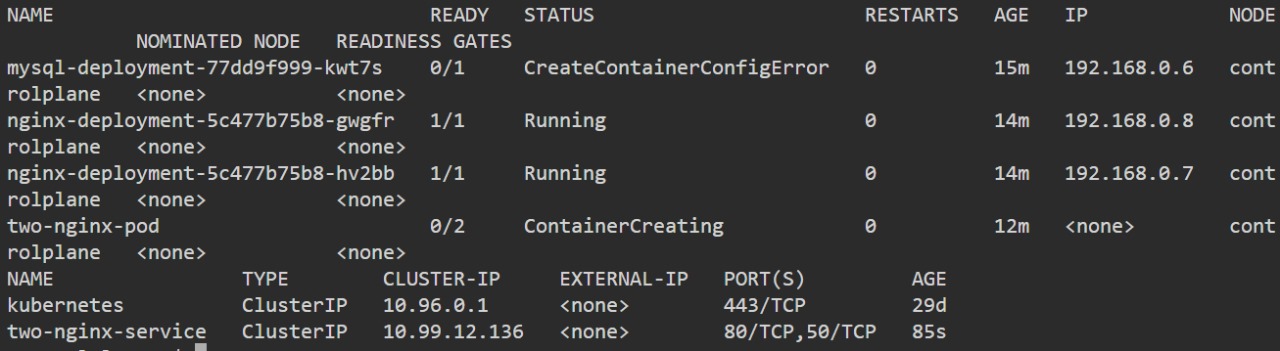 NAME READY STATUS RESTARTS AGE IP NODE
NOMINATED NODE READINESS GATES
mysql-deployment-77dd9f999-kwt7s 0/1 CreateContainerConfigError 0 15m 192.168.0.6 cont
rolplane <none> <none>
nginx-deployment-5c477b75b8-gwgfr 1/1 Running 0 14m 192.168.0.8 cont
rolplane <none> <none>
nginx-deployment-5c477b75b8-hv2bb 1/1 Running 0 14m 192.168.0.7 cont
rolplane <none> <none>
two-nginx-pod 0/2 ContainerCreating 0 12m <none> cont
rolplane <none> <none>
NAME TYPE CLUSTER-IP EXTERNAL-IP PORT(S) AGE
kubernetes ClusterIP 10.96.0.1 <none> 443/TCP 29d
two-nginx-service ClusterIP 10.99.12.136 <none> 80/TCP,50/TCP 85s